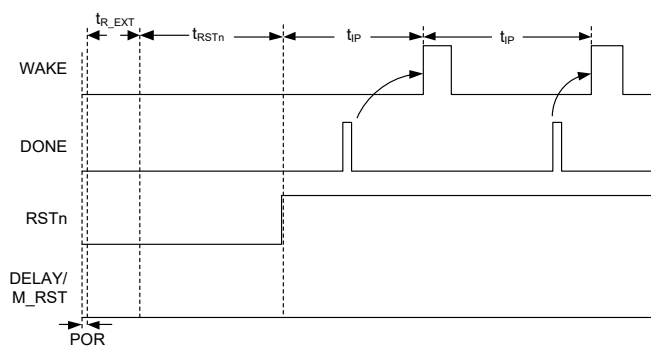 tR_EXT
tRSTn
tIP
tIP
WAKE
DONE
RSTn
DELAY/
M_RST
POR